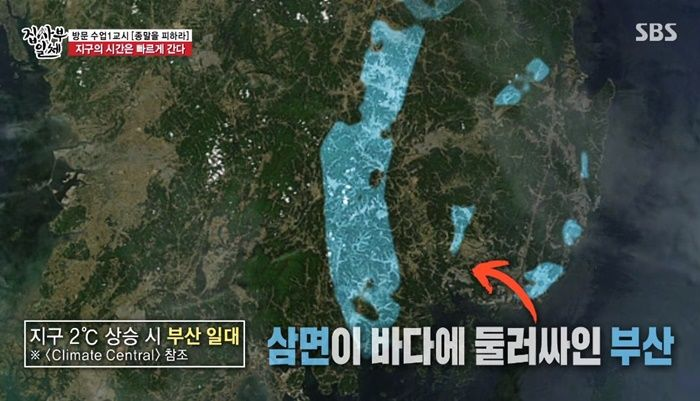 집사부일체
방문 수업 1교시 [종말을 피하라]
지구의 시간은 빠르게 간다
SBS
지구 2℃ 상승 시 부산 일대
※ 〈Climate Central〉 참조
삼면이 바다에 둘러싸인 부산